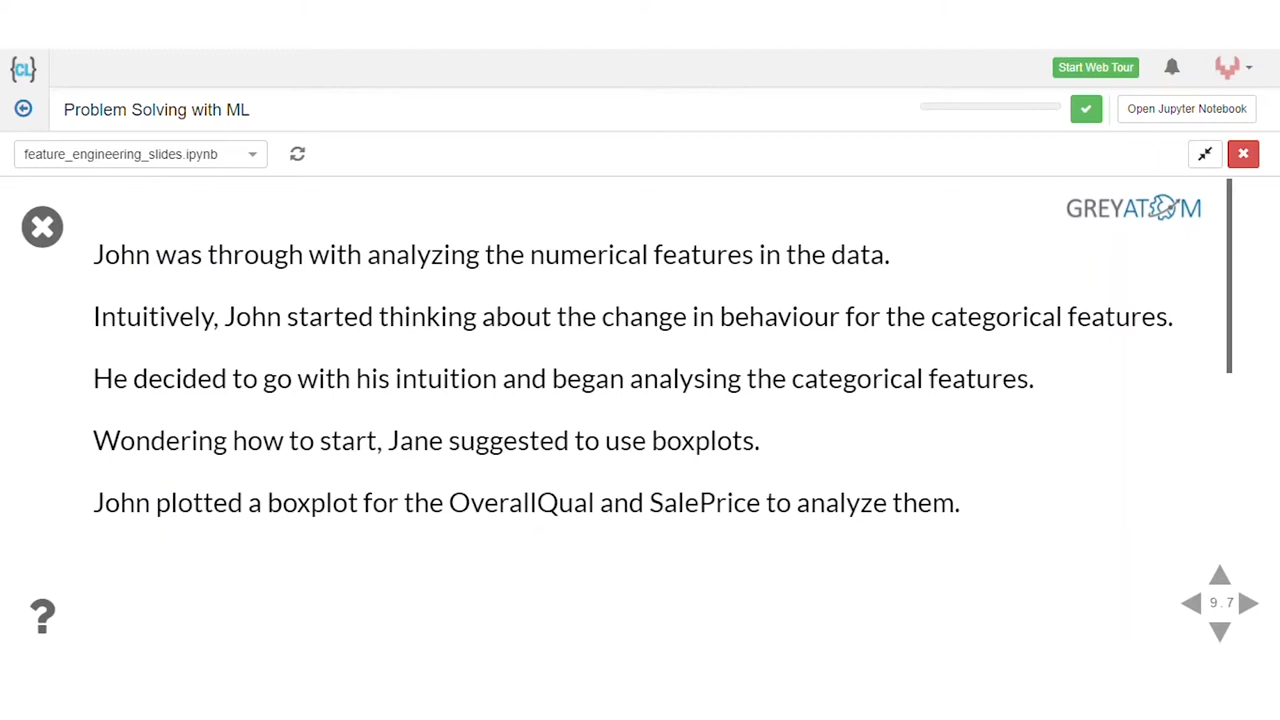 {CL}
Start Web Tour
Problem Solving with ML
Open Jupyter Notebook
feature_engineering_slides.ipynb
GREYATOM
John was through with analyzing the numerical features in the data.
Intuitively, John started thinking about the change in behaviour for the categorical features.
He decided to go with his intuition and began analysing the categorical features.
Wondering how to start, Jane suggested to use boxplots.
John plotted a boxplot for the OverallQual and SalePrice to analyze them.
?
9.7